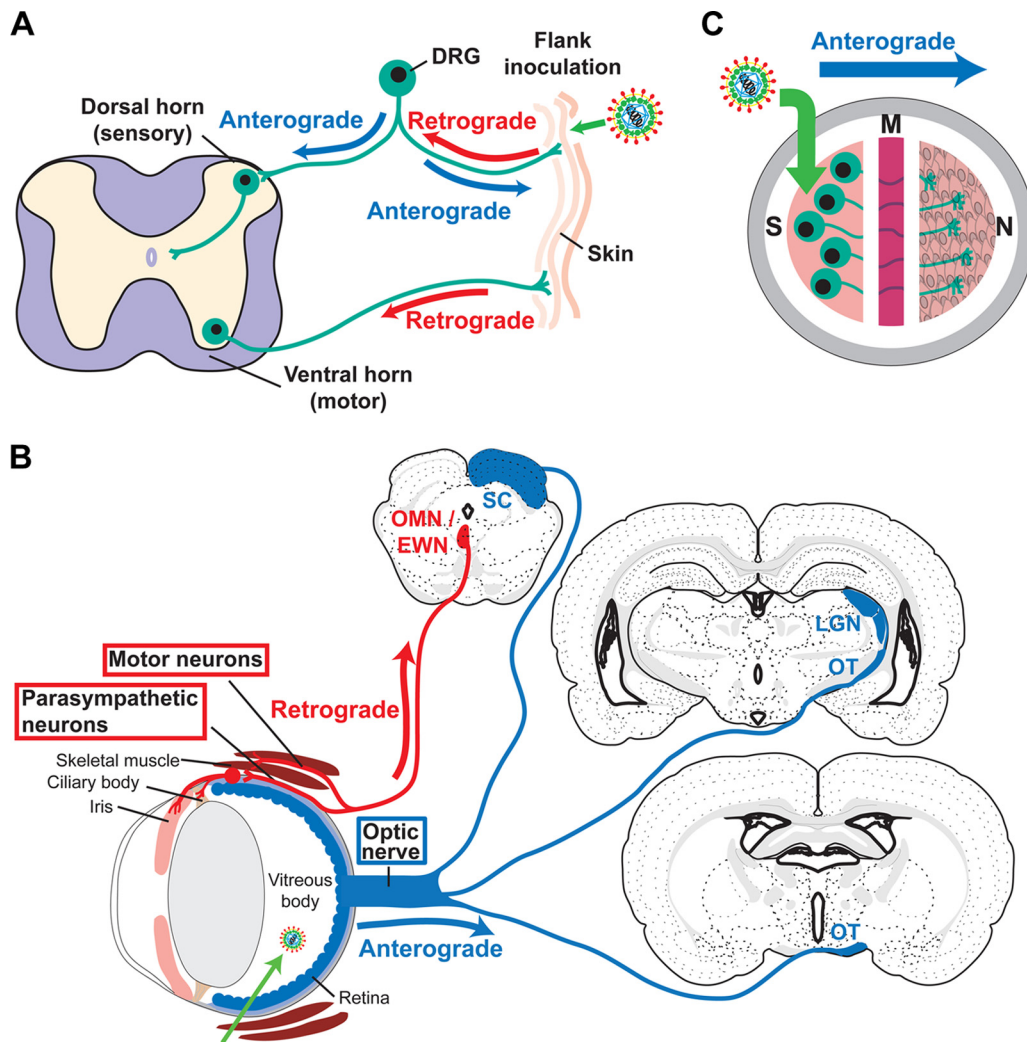 A
DRG
Flank
inoculation
Dorsal horn
(sensory)
Anterograde
Retrograde
Anterograde
Skin
Retrograde
Ventral horn
(motor)
C
Anterograde
M
S
N
B
SC
OMN /
EWN
LGN
OT
Motor neurons
Parasympathetic
neurons
Retrograde
Skeletal muscle
Ciliary body
Iris
Optic
nerve
Vitreous
body
Anterograde
Retina
OT